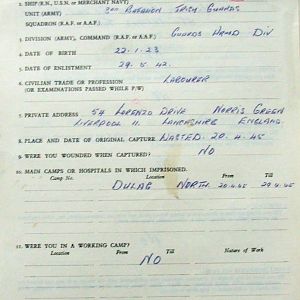 2. SHIP (R.N., U.S.N. OR MERCHANT NAVY)
UNIT (ARMY) BATTALION IRISH GUARDS
SQUADRON (R.A.F. OR A.A.F.)
3. DIVISION (ARMY), COMMAND (R.A.F. OR A.A.F.) GUARDS ARMD DIV
4. DATE OF BIRTH 22.1.23
5. DATE OF ENLISTMENT 29.5.42.
6. CIVILIAN TRADE OR PROFESSION LABOURER
(OR EXAMINATIONS PASSED WHILE P/W)
7. PRIVATE ADDRESS 54 LORENZO DRIVE NORRIS GREEN
LIVERPOOL 11. LANCASHIRE ENGLAND.
8. PLACE AND DATE OF ORIGINAL CAPTURE 20.4.45
9. WERE YOU WOUNDED WHEN CAPTURED? NO
10. MAIN CAMPS OR HOSPITALS IN WHICH IMPRISONED.
Camp No. Location From Till
DULAG NORTH. 20.4.45 29.4.45
11. WERE YOU IN A WORKING CAMP?
Location From Till Nature of Work
NO